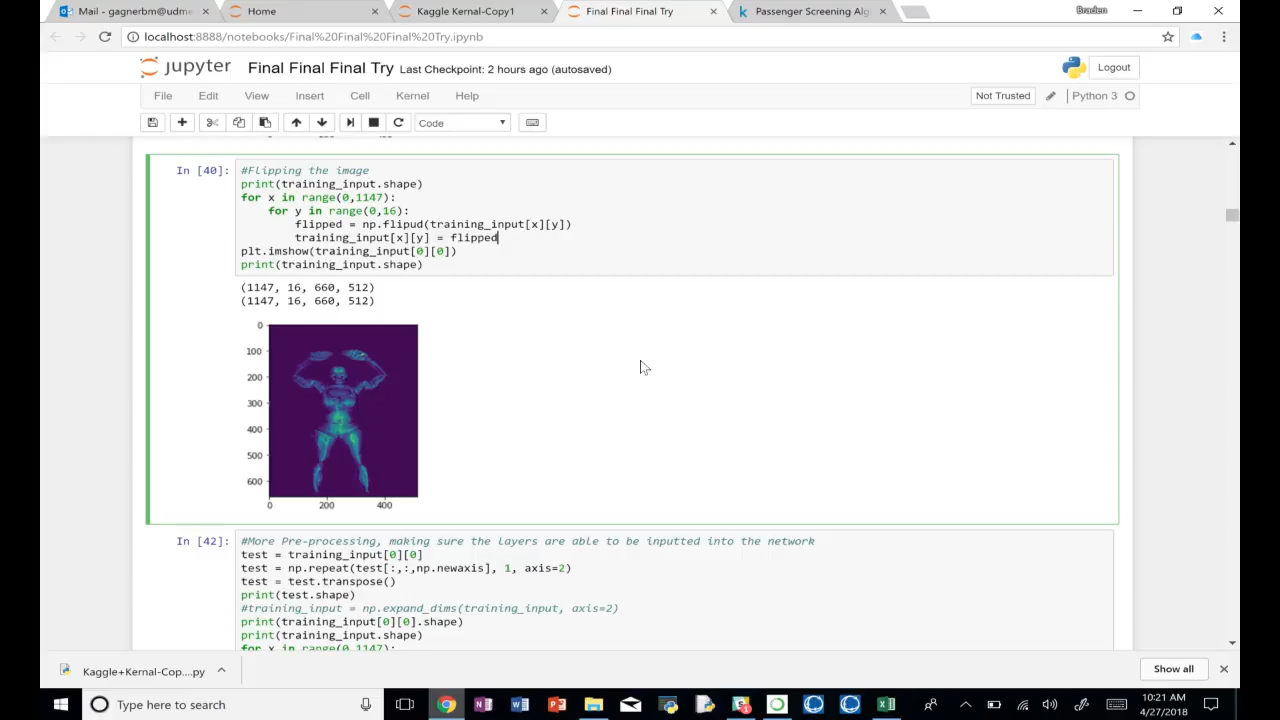 Mail - gagnerbm@udme
Home
Kaggle Kernal-Copy1
Final Final Final Try
Passenger Screening Alg
Braden
localhost:8888/notebooks/Final%20Final%20Final%20Try.ipynb
jupyter Final Final Final Try Last Checkpoint: 2 hours ago (autosaved)
Logout
File Edit View Insert Cell Kernel Help
Not Trusted
Python 3
Code
In [40]:
#Flipping the image
print(training_input.shape)
for x in range(0,1147):
    for y in range(0,16):
        flipped = np.flipud(training_input[x][y])
        training_input[x][y] = flipped
plt.imshow(training_input[0][0])
print(training_input.shape)
(1147, 16, 660, 512)
(1147, 16, 660, 512)
0
100
200
300
400
500
600
0 200 400
In [42]:
#More Pre-processing, making sure the layers are able to be inputted into the network
test = training_input[0][0]
test = np.repeat(test[:,:,np.newaxis], 1, axis=2)
test = test.transpose()
print(test.shape)
#training_input = np.expand_dims(training_input, axis=2)
print(training_input[0][0].shape)
print(training_input.shape)
for x in range(0,1147):
Kaggle+Kernal-Cop....py
Show all
Type here to search
10:21 AM
4/27/2018